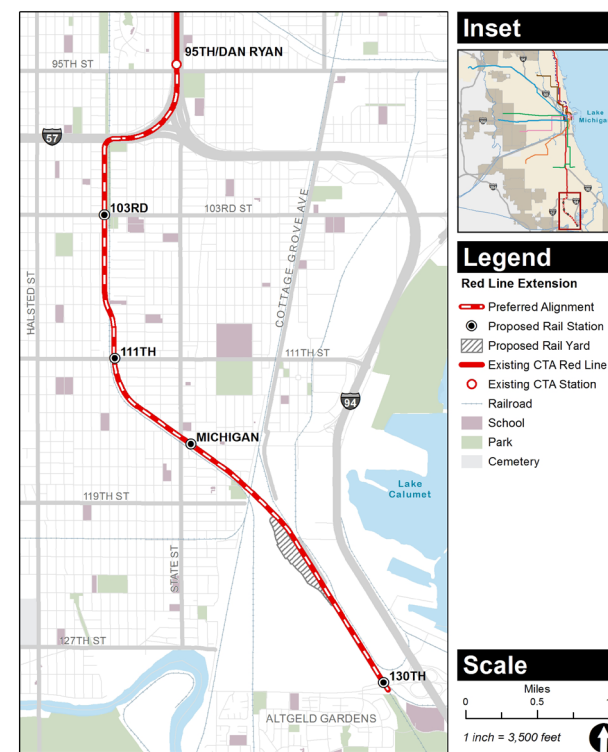 95TH/DAN RYAN
95TH ST
57
103RD
103RD ST
COTTAGE GROVE AVE
HALSTED ST
111TH
111TH ST
94
MICHIGAN
Lake
Calumet
119TH ST
STATE ST
127TH ST
130TH
ALTGELD GARDENS
Inset
Lake
Michiga
Legend
Red Line Extension
Preferred Alignment
Proposed Rail Station
Proposed Rail Yard
Existing CTA Red Line
Existing CTA Station
Railroad
School
Park
Cemetery
Scale
Miles
0 0.5 1
1 inch = 3,500 feet